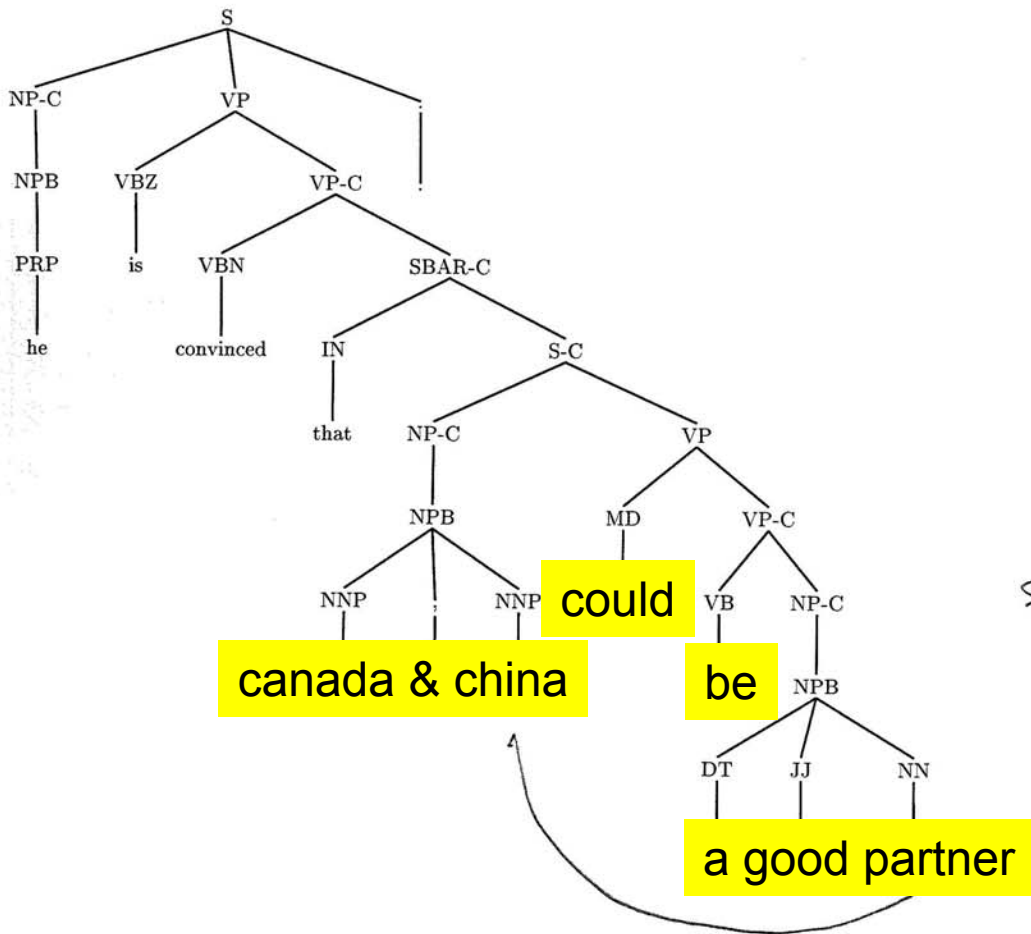 S
NP-C VP .
NPB VBZ VP-C .
PRP is VBN SBAR-C
he convinced IN S-C
that NP-C VP
NPB MD VP-C
NNP , NNP could VB NP-C
canada & china be NPB
DT JJ NN
a good partner